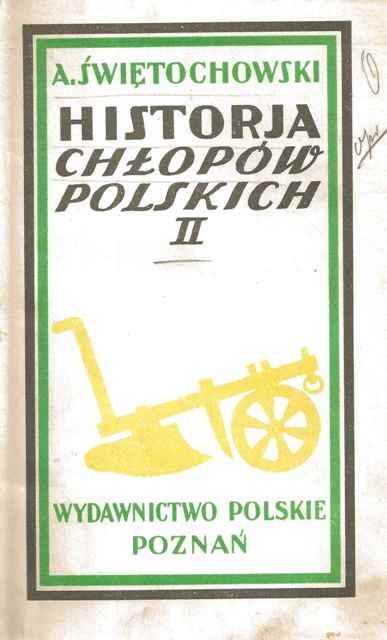 A. ŚWIĘTOCHOWSKI
HISTORJA
CHŁOPÓW
POLSKICH
II
WYDAWNICTWO POLSKIE
POZNAŃ